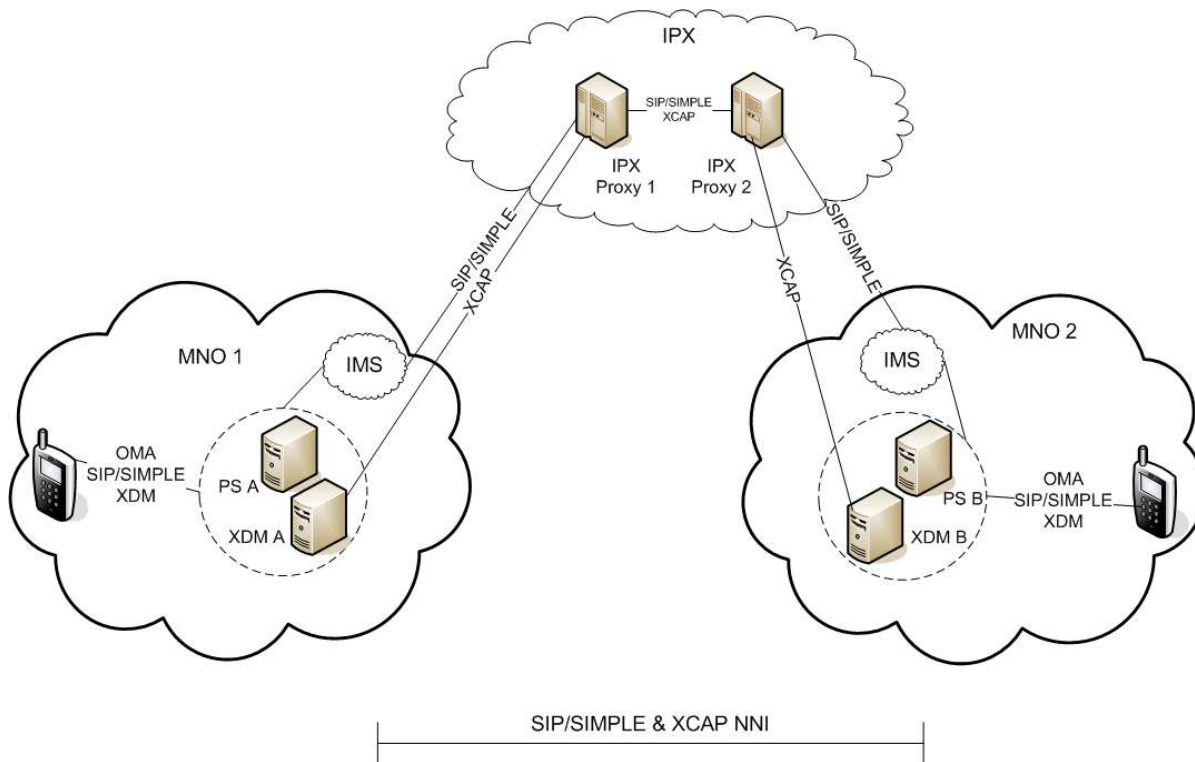 IPX
SIP/SIMPLE
XCAP
IPX
Proxy 1
IPX
Proxy 2
SIP/SIMPLE
XCAP
XCAP
SIP/SIMPLE
MNO 1
IMS
OMA
SIP/SIMPLE
XDM
PS A
XDM A
MNO 2
IMS
PS B
XDM B
OMA
SIP/SIMPLE
XDM
SIP/SIMPLE & XCAP NNI